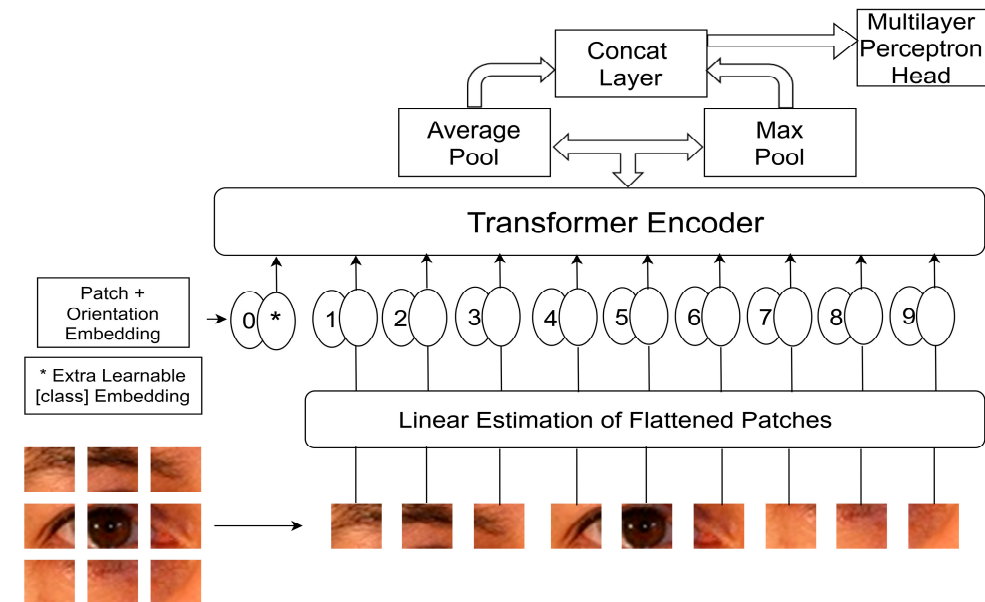 Multilayer
Perceptron
Head
Concat
Layer
Average
Pool
Max
Pool
Transformer Encoder
Patch +
Orientation
Embedding
0 * 1 2 3 4 5 6 7 8 9
* Extra Learnable
[class] Embedding
Linear Estimation of Flattened Patches